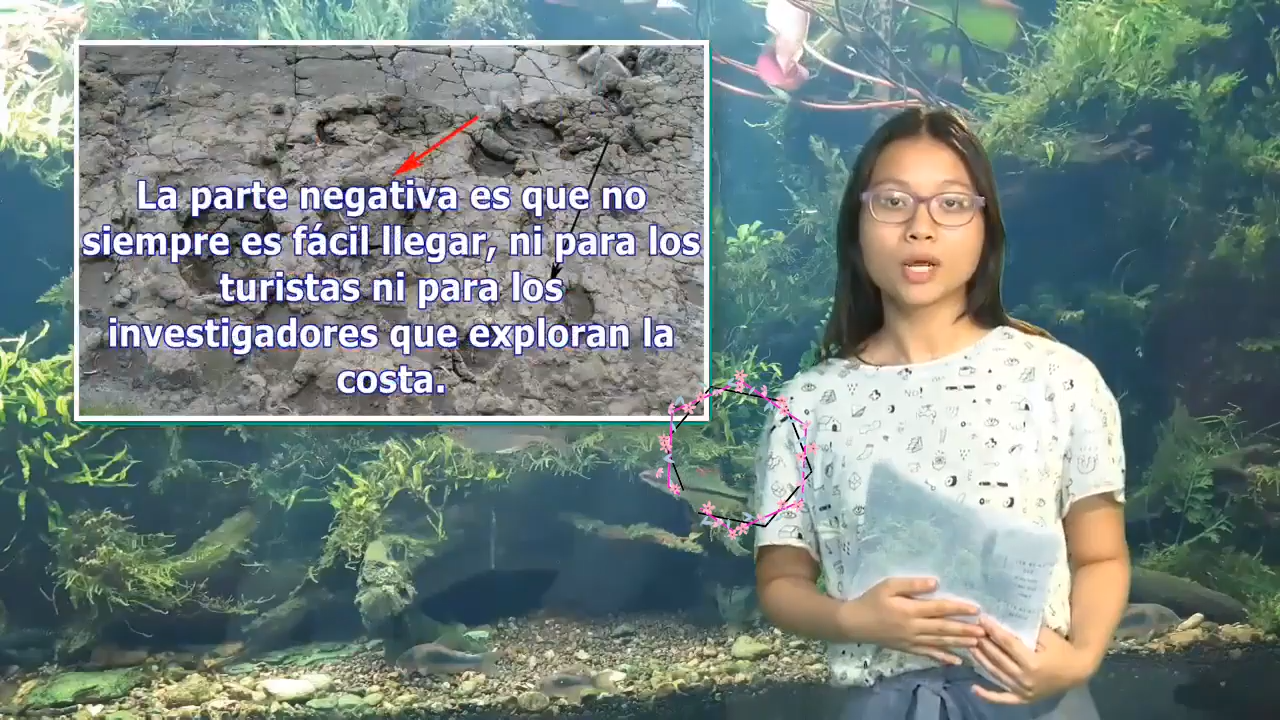 La parte negativa es que no
siempre es fácil llegar, ni para los
turistas ni para los
investigadores que exploran la
costa.
NO!